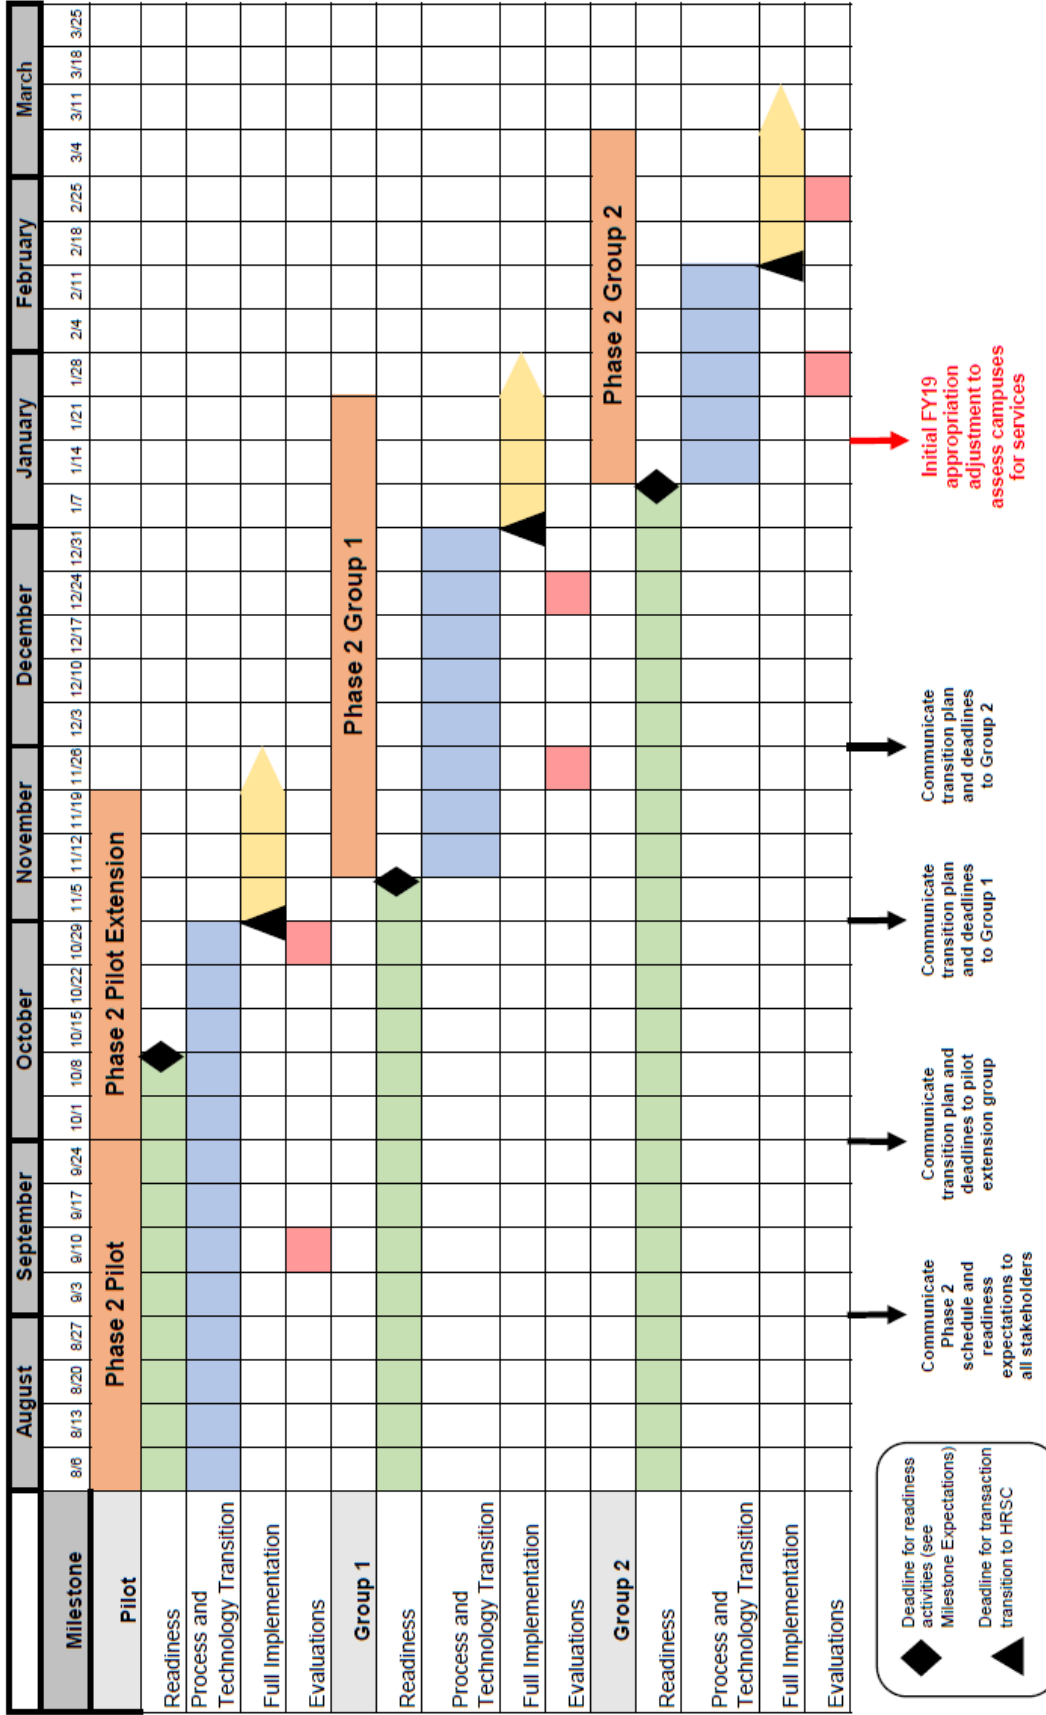 August September October November December January February March
Milestone 8/6 8/13 8/20 8/27 9/3 9/10 9/17 9/24 10/1 10/8 10/15 10/22 10/29 11/5 11/12 11/19 11/26 12/3 12/10 12/17 12/24 12/31 1/7 1/14 1/21 1/28 2/4 2/11 2/18 2/25 3/4 3/11 3/18 3/25
Pilot Phase 2 Pilot Phase 2 Pilot Extension
Readiness
Process and
Technology Transition
Full Implementation
Evaluations
Group 1 Phase 2 Group 1
Readiness
Process and
Technology Transition
Full Implementation
Evaluations
Group 2 Phase 2 Group 2
Readiness
Process and
Technology Transition
Full Implementation
Evaluations
Deadline for readiness
activities (see
Milestone Expectations)
Deadline for transaction
transition to HRSC
Communicate
Phase 2
schedule and
readiness
expectations to
all stakeholders
Communicate
transition plan and
deadlines to pilot
extension group
Communicate
transition plan
and deadlines
to Group 1
Communicate
transition plan
and deadlines
to Group 2
Initial FY19
appropriation
adjustment to
assess campuses
for services